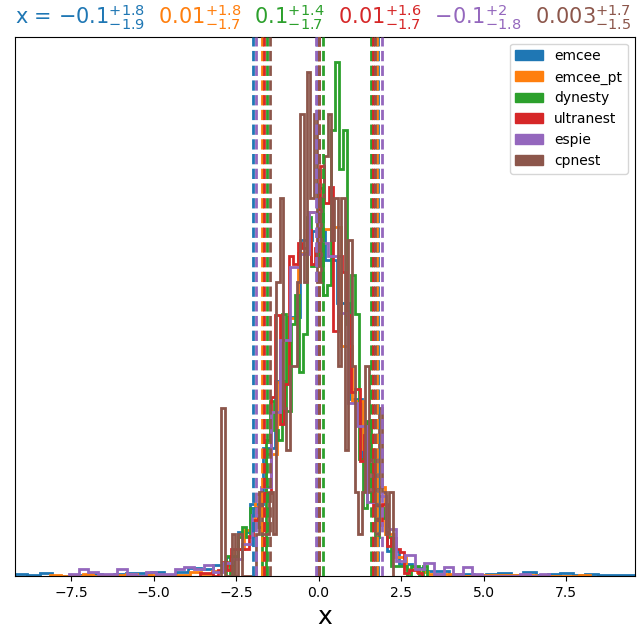 x = −0.1 +1.8 −1.9 0.01 +1.8 −1.7 0.1 +1.4 −1.7 0.01 +1.6 −1.7 −0.1 +2 −1.8 0.003 +1.7 −1.5
emcee
emcee_pt
dynesty
ultranest
espie
cpnest
−7.5 −5.0 −2.5 0.0 2.5 5.0 7.5
x